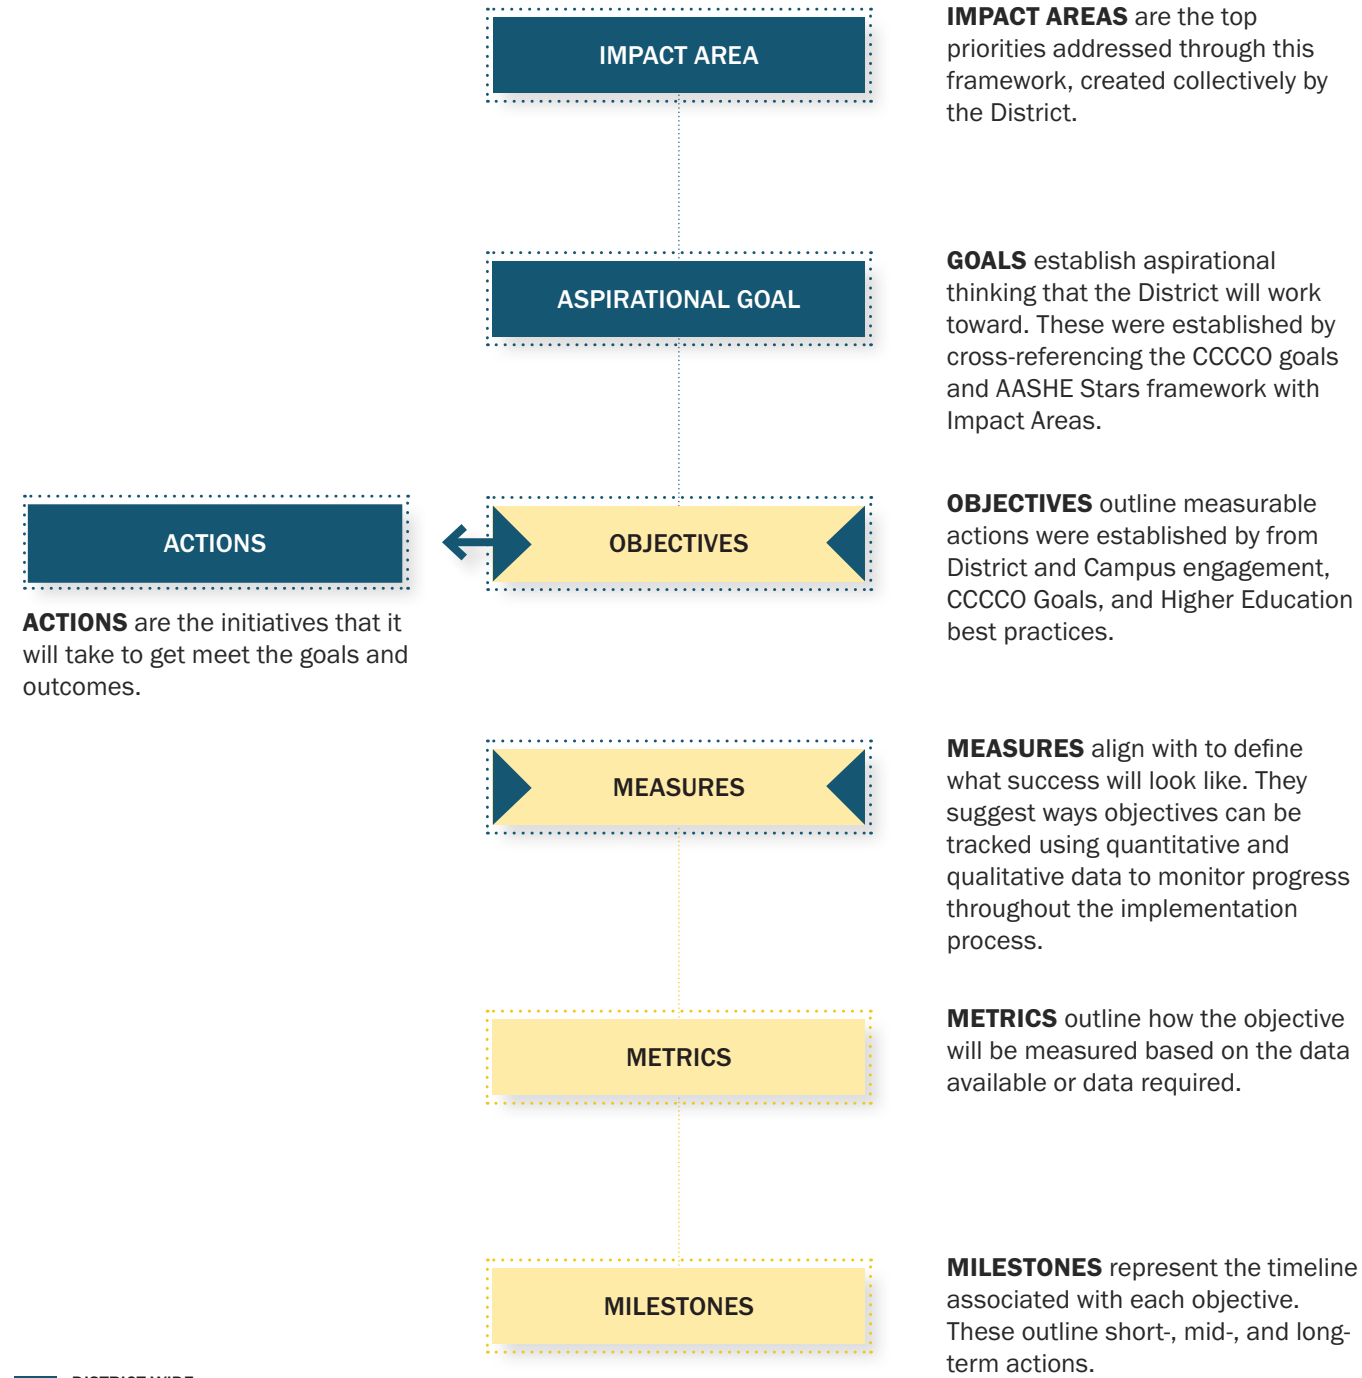 IMPACT AREA
IMPACT AREAS are the top
priorities addressed through this
framework, created collectively by
the District.
ASPIRATIONAL GOAL
GOALS establish aspirational
thinking that the District will work
toward. These were established by
cross-referencing the CCCCO goals
and AASHE Stars framework with
Impact Areas.
ACTIONS
ACTIONS are the initiatives that it
will take to get meet the goals and
outcomes.
OBJECTIVES
OBJECTIVES outline measurable
actions were established by from
District and Campus engagement,
CCCCO Goals, and Higher Education
best practices.
MEASURES
MEASURES align with to define
what success will look like. They
suggest ways objectives can be
tracked using quantitative and
qualitative data to monitor progress
throughout the implementation
process.
METRICS
METRICS outline how the objective
will be measured based on the data
available or data required.
MILESTONES
MILESTONES represent the timeline
associated with each objective.
These outline short-, mid-, and long-
term actions.
DISTRICT WIDE